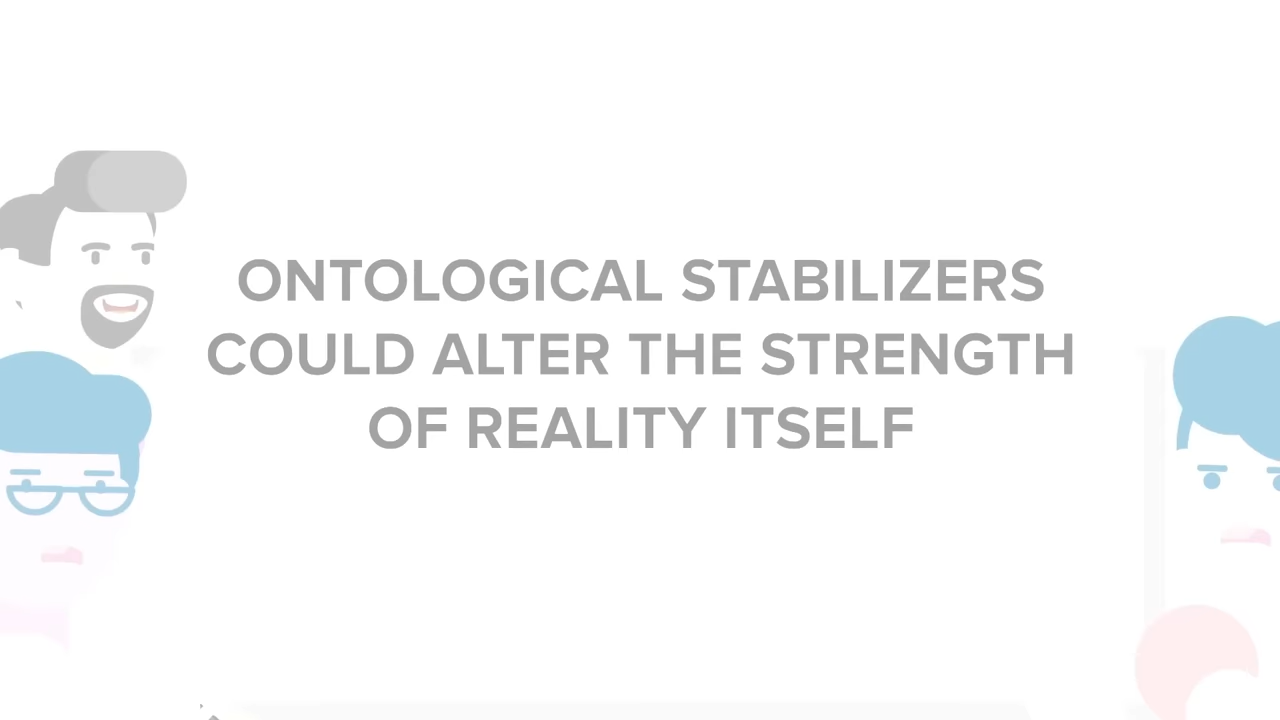 ONTOLOGICAL STABILIZERS
COULD ALTER THE STRENGTH
OF REALITY ITSELF